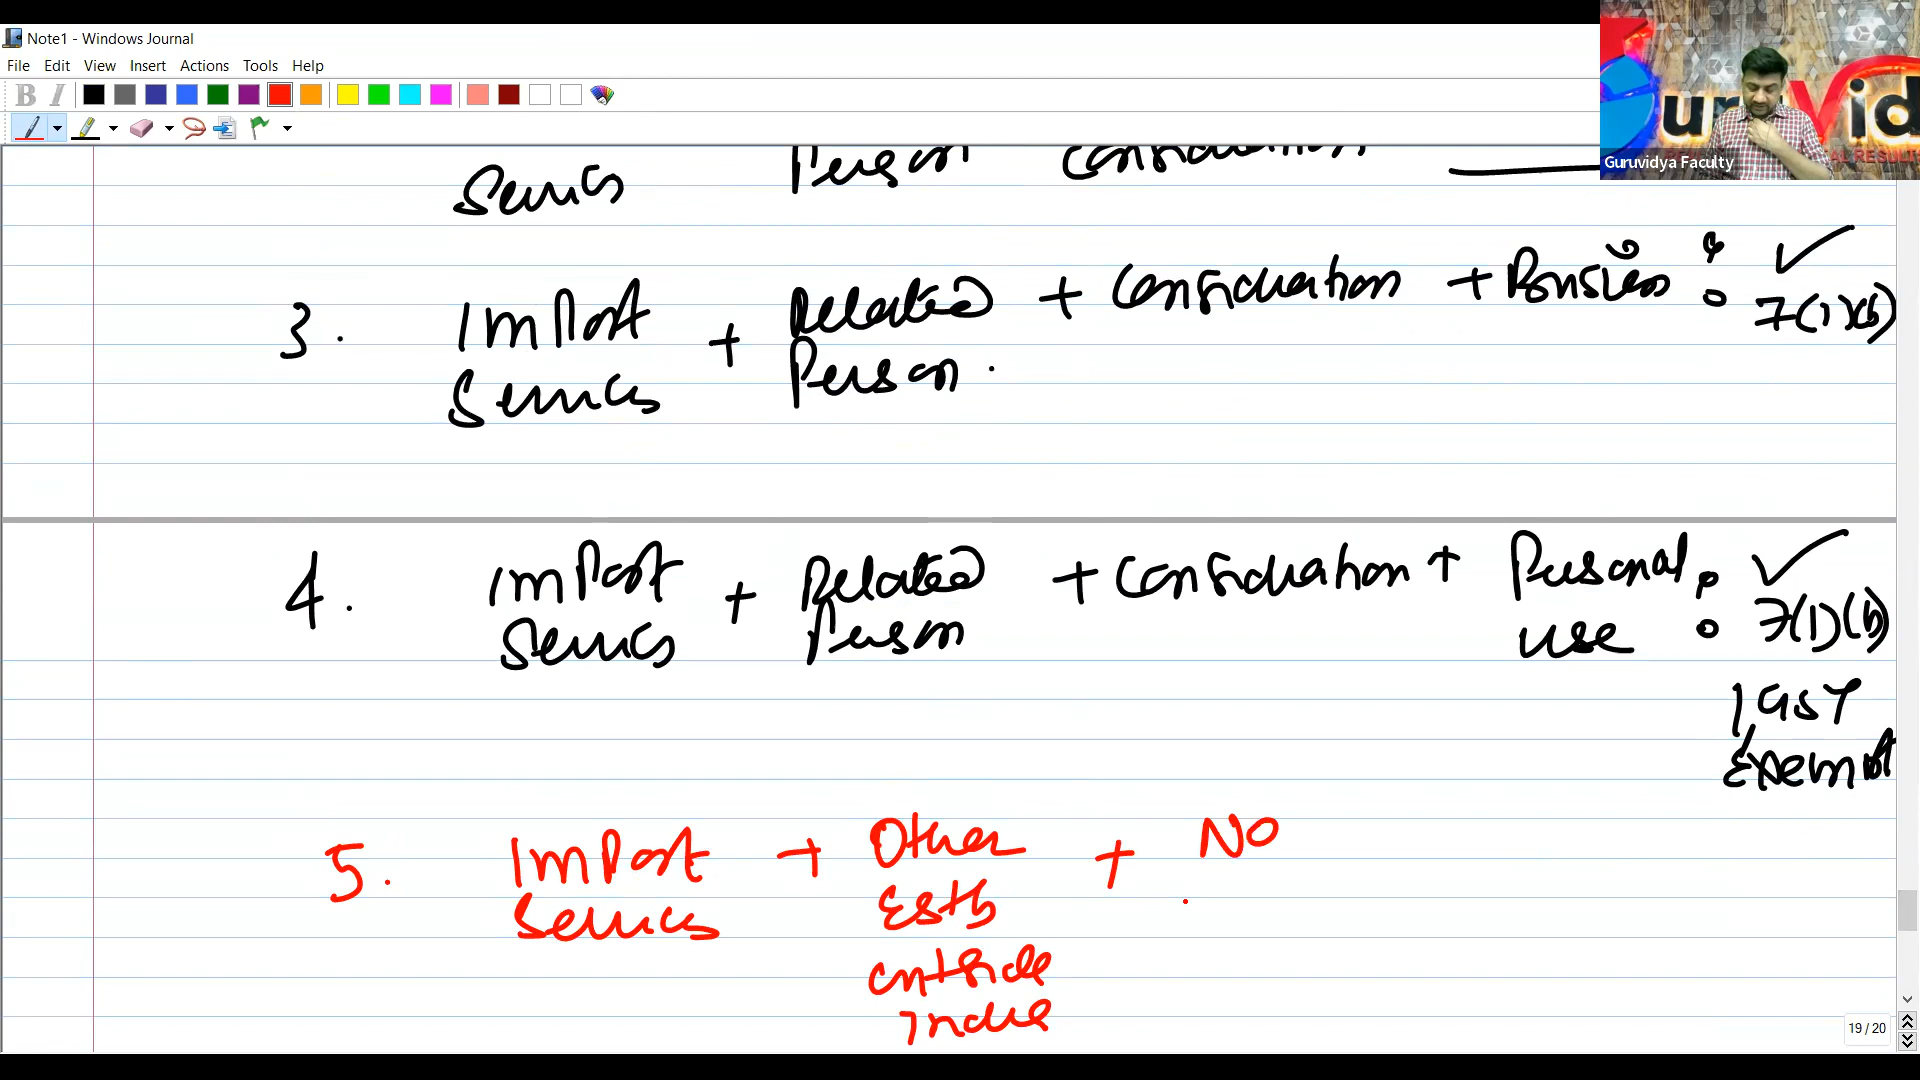 Note1 - Windows Journal
File Edit View Insert Actions Tools Help
B I
Guruvidya Faculty
Services Person Consideration
3. Import Services + Related Person + Consideration + Business : ✓ 7(1)(b)
4. Import Services + Related Person + Consideration + Personal use : ✓ 7(1)(b)
IGST
Exempt
5. Import Services + Other Estb outside India + No
19 / 20